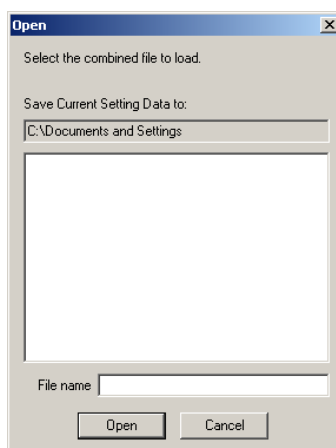 Open
Select the combined file to load.
Save Current Setting Data to:
C:\Documents and Settings
File name
Open Cancel